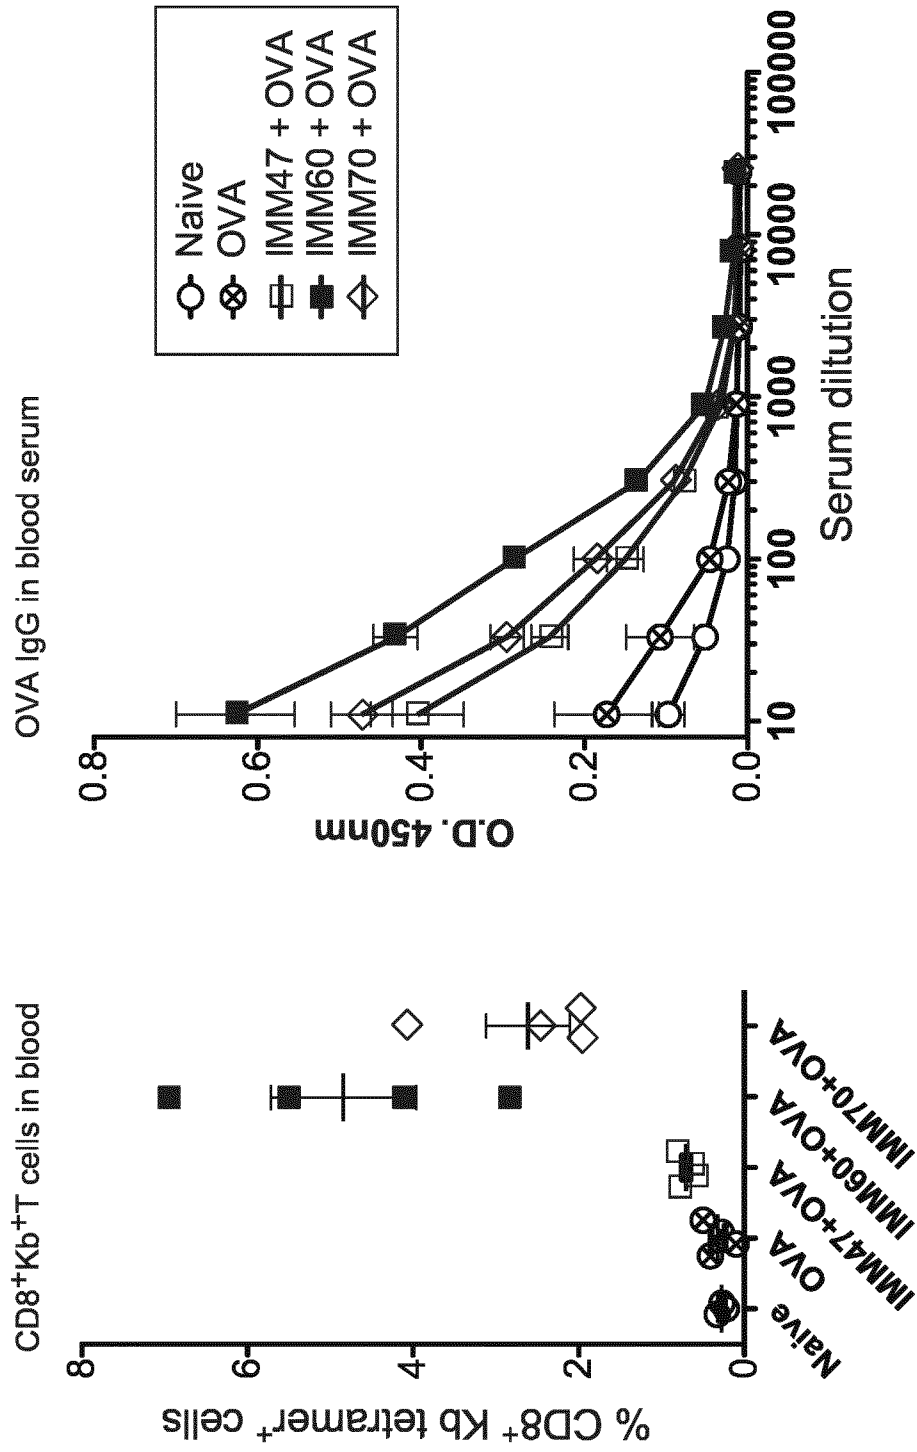 CD8⁺Kb⁺T cells in blood
% CD8⁺ Kb tetramer⁺ cells
8
6
4
2
0
Naive
OVA
IMM47+OVA
IMM60+OVA
IMM70+OVA
OVA IgG in blood serum
O.D. 450nm
0.8
0.6
0.4
0.2
0.0
10
100
1000
10000
100000
Serum diltution
Naive
OVA
IMM47 + OVA
IMM60 + OVA
IMM70 + OVA